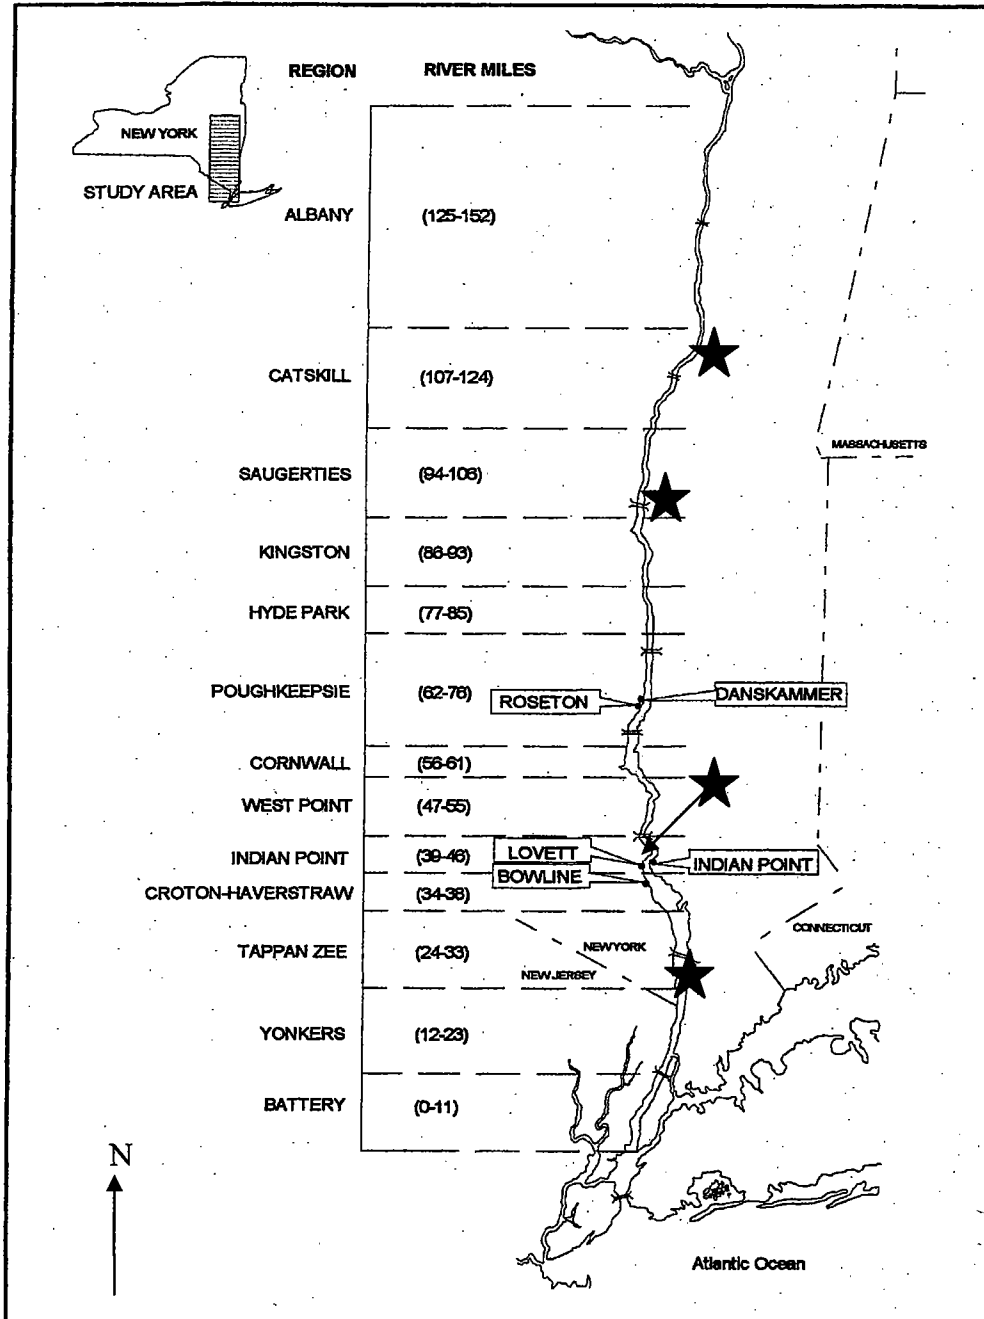 REGION RIVER MILES
NEW YORK
STUDY AREA
ALBANY (125-152)
CATSKILL (107-124)
MASSACHUSETTS
SAUGERTIES (94-106)
KINGSTON (86-93)
HYDE PARK (77-85)
POUGHKEEPSIE (62-76)
ROSETON
DANSKAMMER
CORNWALL (56-61)
WEST POINT (47-55)
INDIAN POINT (39-46)
LOVETT
INDIAN POINT
BOWLINE
CROTON-HAVERSTRAW (34-38)
CONNECTICUT
TAPPAN ZEE (24-33)
NEW YORK
NEW JERSEY
YONKERS (12-23)
BATTERY (0-11)
N
Atlantic Ocean